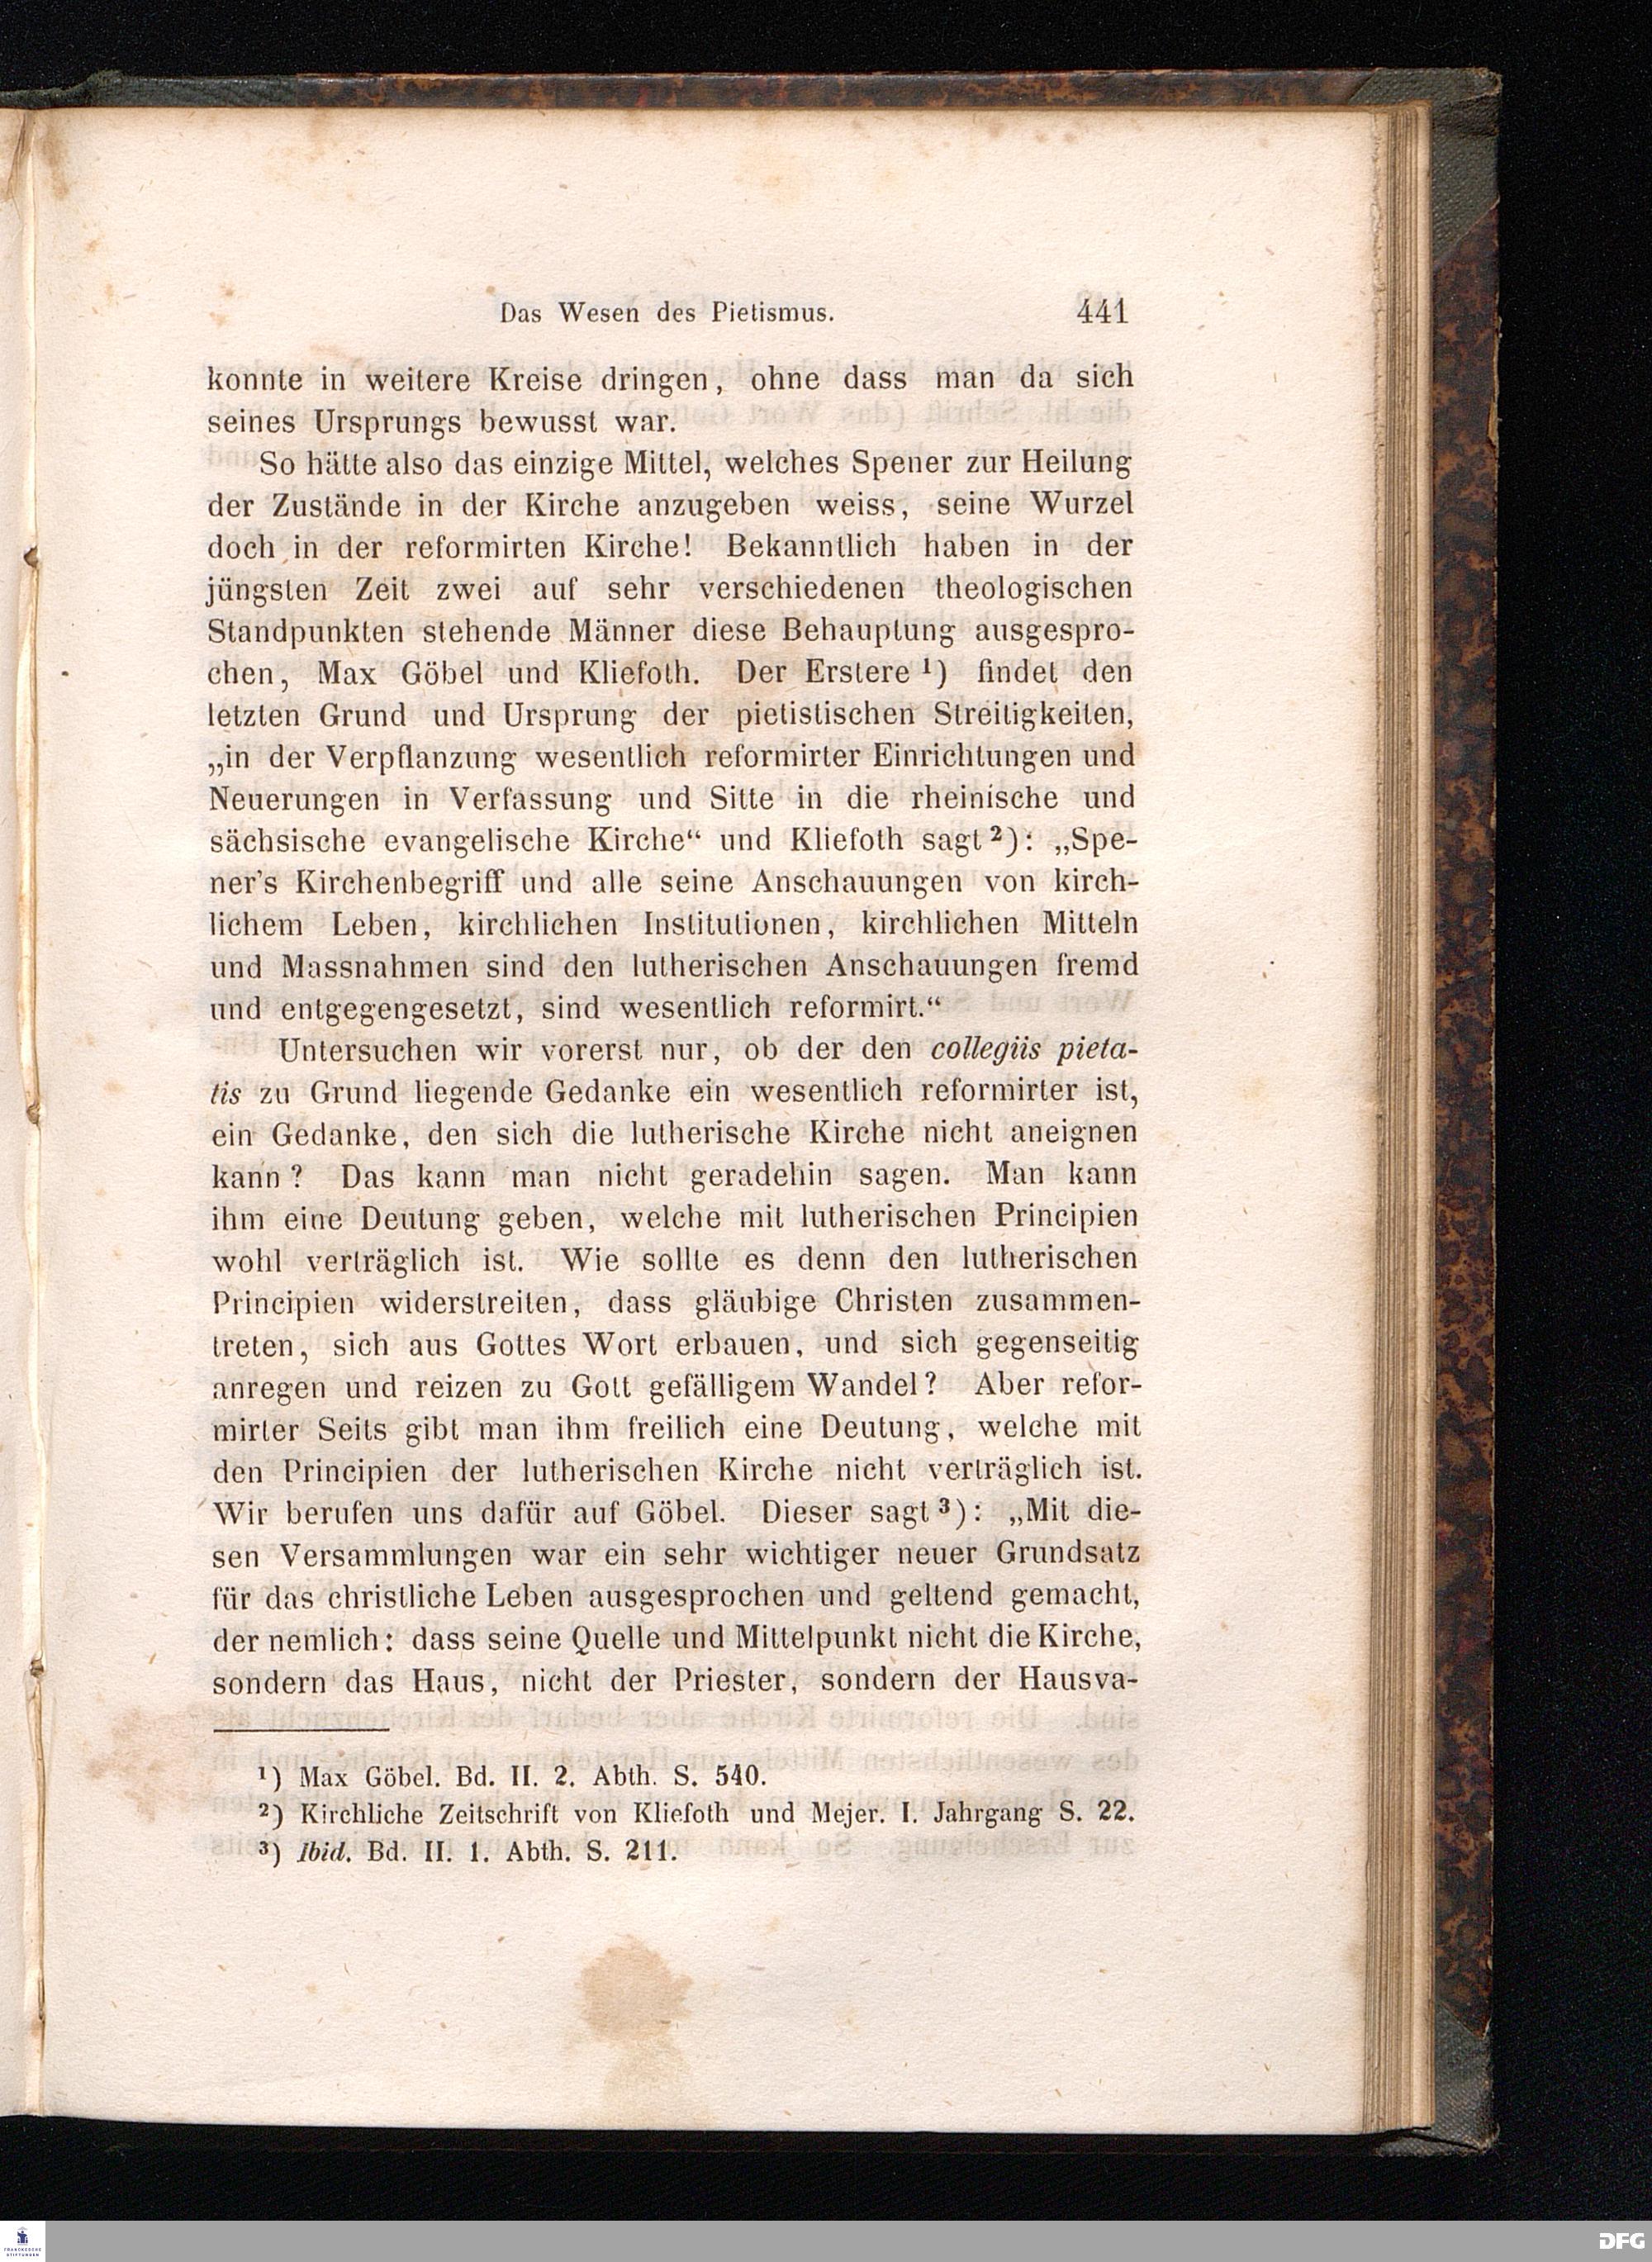 Das Wesen des Pietismus. 441
konnte in weitere Kreise dringen, ohne dass man da sich
seines Ursprungs bewusst war.
So hätte also das einzige Mittel, welches Spener zur Heilung
der Zustände in der Kirche anzugeben weiss, seine Wurzel
doch in der reformirten Kirche! Bekanntlich haben in der
jüngsten Zeit zwei auf sehr verschiedenen theologischen
Standpunkten stehende Männer diese Behauptung ausgespro-
chen, Max Göbel und Kliefoth. Der Erstere ¹) findet den
letzten Grund und Ursprung der pietistischen Streitigkeiten,
„in der Verpflanzung wesentlich reformirter Einrichtungen und
Neuerungen in Verfassung und Sitte in die rheinische und
sächsische evangelische Kirche“ und Kliefoth sagt ²): „Spe-
ner's Kirchenbegriff und alle seine Anschauungen von kirch-
lichem Leben, kirchlichen Institutionen, kirchlichen Mitteln
und Massnahmen sind den lutherischen Anschauungen fremd
und entgegengesetzt, sind wesentlich reformirt.“
Untersuchen wir vorerst nur, ob der den collegiis pieta-
tis zu Grund liegende Gedanke ein wesentlich reformirter ist,
ein Gedanke, den sich die lutherische Kirche nicht aneignen
kann? Das kann man nicht geradehin sagen. Man kann
ihm eine Deutung geben, welche mit lutherischen Principien
wohl verträglich ist. Wie sollte es denn den lutherischen
Principien widerstreiten, dass gläubige Christen zusammen-
treten, sich aus Gottes Wort erbauen, und sich gegenseitig
anregen und reizen zu Gott gefälligem Wandel? Aber refor-
mirter Seits gibt man ihm freilich eine Deutung, welche mit
den Principien der lutherischen Kirche nicht verträglich ist.
Wir berufen uns dafür auf Göbel. Dieser sagt ³): „Mit die-
sen Versammlungen war ein sehr wichtiger neuer Grundsatz
für das christliche Leben ausgesprochen und geltend gemacht,
der nemlich: dass seine Quelle und Mittelpunkt nicht die Kirche,
sondern das Haus, nicht der Priester, sondern der Hausva-
¹) Max Göbel. Bd. II. 2. Abth. S. 540.
²) Kirchliche Zeitschrift von Kliefoth und Mejer. I. Jahrgang S. 22.
³) Ibid. Bd. II. 1. Abth. S. 211.
FRANCKESCHE
STIFTUNGEN
DFG